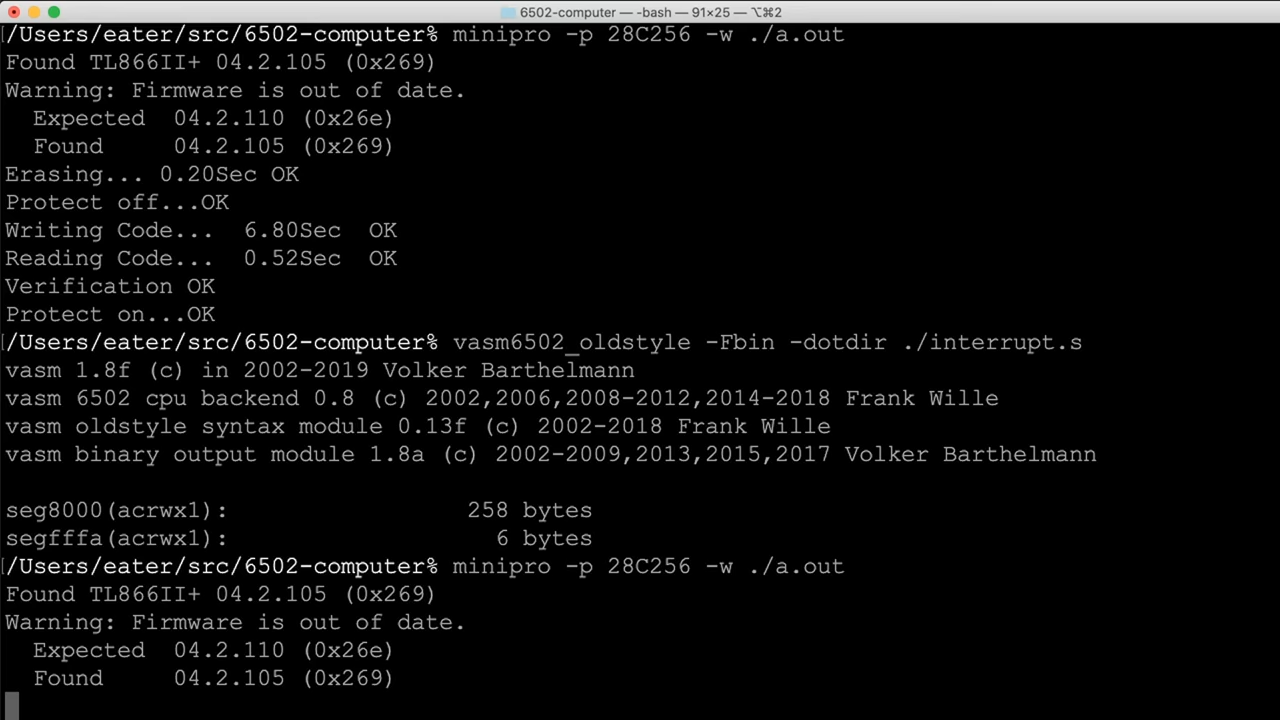 6502-computer — -bash — 91×25 — ⌥⌘2
[/Users/eater/src/6502-computer% minipro -p 28C256 -w ./a.out
Found TL866II+ 04.2.105 (0x269)
Warning: Firmware is out of date.
  Expected  04.2.110 (0x26e)
  Found     04.2.105 (0x269)
Erasing... 0.20Sec OK
Protect off...OK
Writing Code...  6.80Sec  OK
Reading Code...  0.52Sec  OK
Verification OK
Protect on...OK
[/Users/eater/src/6502-computer% vasm6502_oldstyle -Fbin -dotdir ./interrupt.s
vasm 1.8f (c) in 2002-2019 Volker Barthelmann
vasm 6502 cpu backend 0.8 (c) 2002,2006,2008-2012,2014-2018 Frank Wille
vasm oldstyle syntax module 0.13f (c) 2002-2018 Frank Wille
vasm binary output module 1.8a (c) 2002-2009,2013,2015,2017 Volker Barthelmann
seg8000(acrwx1):                 258 bytes
segfffa(acrwx1):                   6 bytes
[/Users/eater/src/6502-computer% minipro -p 28C256 -w ./a.out
Found TL866II+ 04.2.105 (0x269)
Warning: Firmware is out of date.
  Expected  04.2.110 (0x26e)
  Found     04.2.105 (0x269)